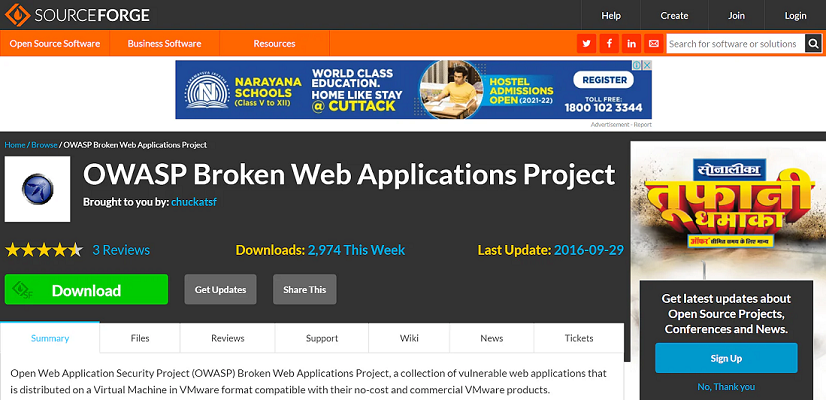 SOURCEFORGE
Help Create Join Login
Open Source Software Business Software Resources
Search for software or solutions
NARAYANA
SCHOOLS
(Class V to XII)
WORLD CLASS
EDUCATION.
HOME LIKE STAY
@ CUTTACK
HOSTEL
ADMISSIONS
OPEN (2021-22)
REGISTER
TOLL FREE:
1800 102 3344
Advertisement - Report
Home / Browse / OWASP Broken Web Applications Project
OWASP Broken Web Applications Project
Brought to you by: chuckatsf
3 Reviews
Downloads: 2,974 This Week
Last Update: 2016-09-29
Download
Get Updates
Share This
Summary Files Reviews Support Wiki News Tickets
Open Web Application Security Project (OWASP) Broken Web Applications Project, a collection of vulnerable web applications that
is distributed on a Virtual Machine in VMware format compatible with their no-cost and commercial VMware products.
सोनालीका
तूफानी
धमाका
ऑफर सीमित समय के लिए मान्य
Get latest updates about
Open Source Projects,
Conferences and News.
Sign Up
No, Thank you